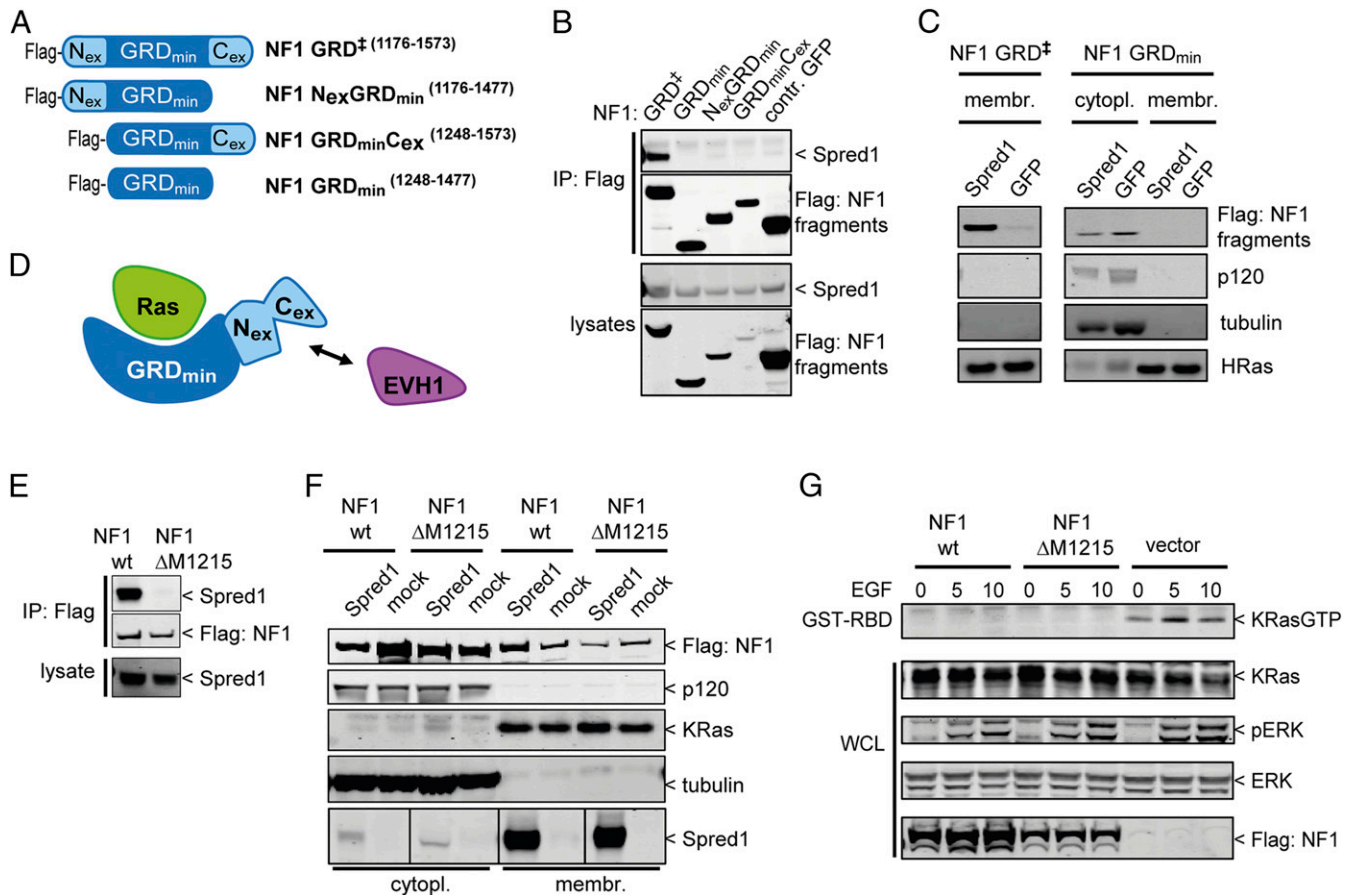 A
Flag- Nex GRDmin Cex NF1 GRD‡ (1176-1573)
Flag- Nex GRDmin NF1 NexGRDmin (1176-1477)
Flag- GRDmin Cex NF1 GRDminCex (1248-1573)
Flag- GRDmin NF1 GRDmin (1248-1477)
B
NF1: GRD‡ GRDmin NexGRDmin GRDminCex contr. GFP
IP: Flag
< Spred1
Flag: NF1
fragments
lysates
< Spred1
Flag: NF1
fragments
C
NF1 GRD‡ NF1 GRDmin
membr. cytopl. membr.
Spred1 GFP Spred1 GFP Spred1 GFP
Flag: NF1
fragments
p120
tubulin
HRas
D
Ras
Nex
Cex
GRDmin
EVH1
E
NF1
wt
NF1
ΔM1215
IP: Flag
< Spred1
< Flag: NF1
lysate
< Spred1
F
NF1
wt
NF1
ΔM1215
NF1
wt
NF1
ΔM1215
Spred1 mock Spred1 mock Spred1 mock Spred1 mock
< Flag: NF1
< p120
< KRas
< tubulin
< Spred1
cytopl. membr.
G
NF1
wt
NF1
ΔM1215
vector
EGF 0 5 10 0 5 10 0 5 10
GST-RBD < KRasGTP
WCL
< KRas
< pERK
< ERK
< Flag: NF1